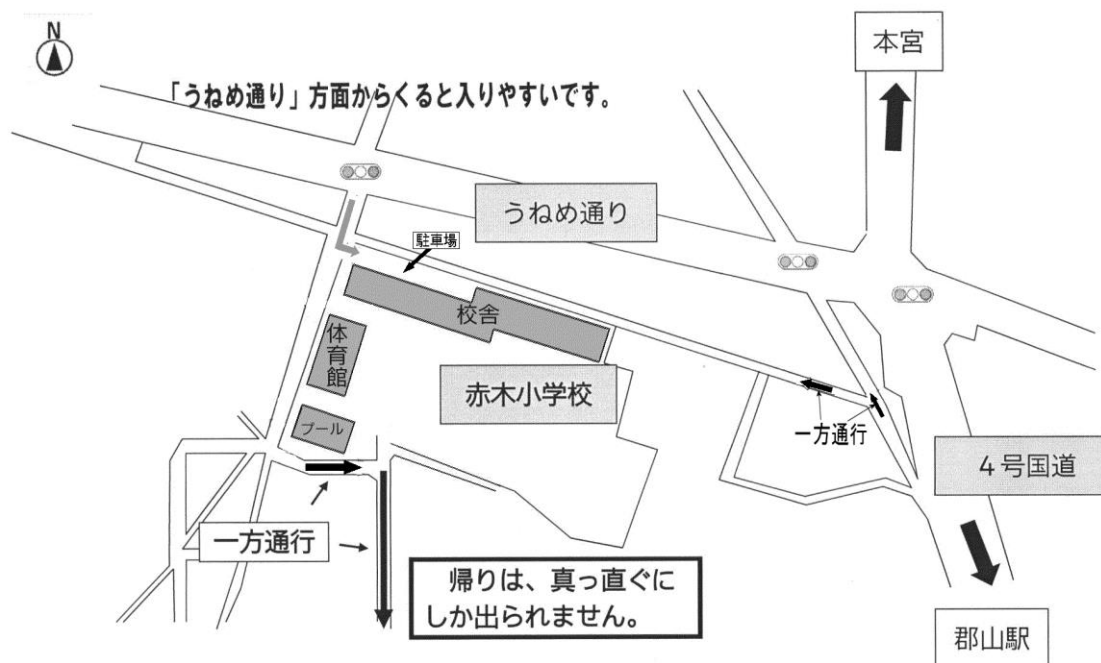 N
本宮
「うねめ通り」方面からくると入りやすいです。
うねめ通り
駐車場
校舎
体育館
赤木小学校
プール
一方通行
4号国道
一方通行
帰りは、真っ直ぐに
しか出られません。
郡山駅